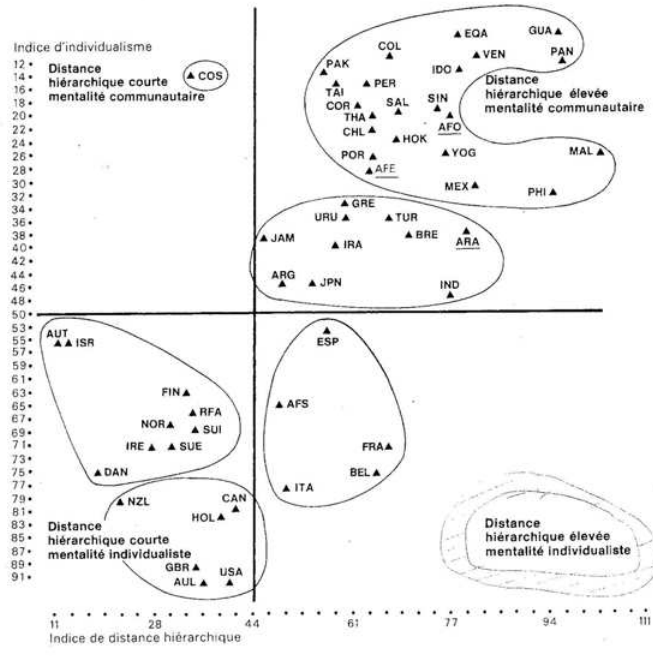 Indice d'individualisme
12
14
16
18
20
22
24
26
28
30
32
34
36
38
40
42
44
46
48
50
53
55
57
59
61
63
65
67
69
71
73
75
77
79
81
83
85
87
89
91
Distance
hiérarchique courte
mentalité communautaire
COS
EQA
GUA
COL
VEN
PAN
PAK
IDO
TAI
PER
COR
SAL
SIN
THA
AFO
CHL
HOK
POR
YOG
MAL
AFE
MEX
PHI
Distance
hiérarchique élevée
mentalité communautaire
GRE
URU
TUR
JAM
IRA
BRE
ARA
ARG
JPN
IND
AUT
ISR
ESP
FIN
RFA
AFS
NOR
SUI
IRE
SUE
FRA
DAN
BEL
ITA
NZL
CAN
HOL
Distance
hiérarchique courte
mentalité individualiste
GBR
USA
AUL
Distance
hiérarchique élevée
mentalité individualiste
11 28 44 61 77 94 111
Indice de distance hiérarchique